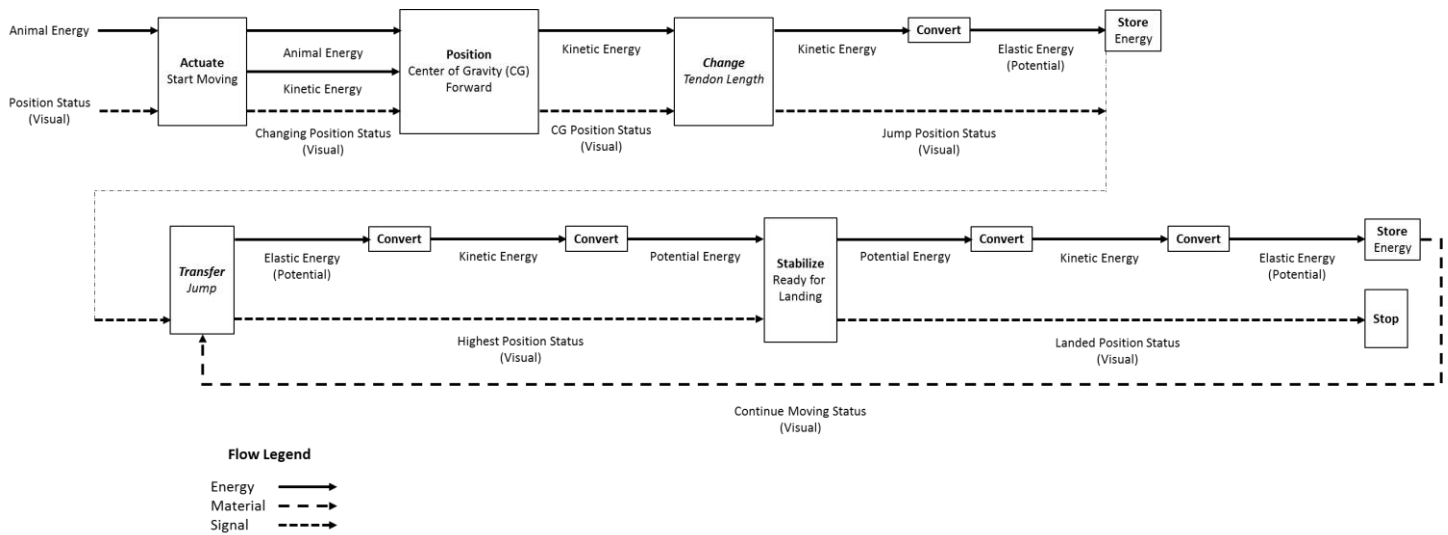 Animal Energy
Position Status
(Visual)
Actuate
Start Moving
Animal Energy
Kinetic Energy
Changing Position Status
(Visual)
Position
Center of Gravity (CG)
Forward
Kinetic Energy
CG Position Status
(Visual)
Change
Tendon Length
Kinetic Energy
Convert
Elastic Energy
(Potential)
Store
Energy
Jump Position Status
(Visual)
Transfer
Jump
Elastic Energy
(Potential)
Convert
Kinetic Energy
Convert
Potential Energy
Highest Position Status
(Visual)
Stabilize
Ready for
Landing
Potential Energy
Convert
Kinetic Energy
Convert
Elastic Energy
(Potential)
Store
Energy
Landed Position Status
(Visual)
Stop
Continue Moving Status
(Visual)
Flow Legend
Energy
Material
Signal